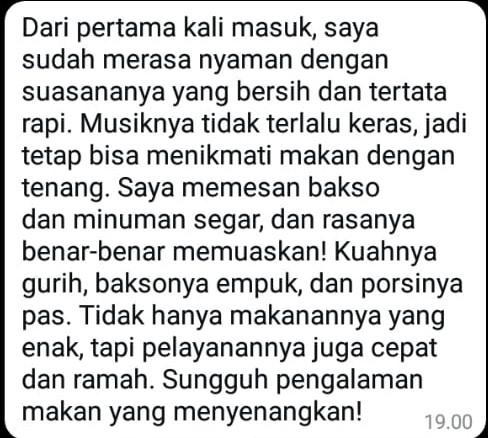 Dari pertama kali masuk, saya
sudah merasa nyaman dengan
suasananya yang bersih dan tertata
rapi. Musiknya tidak terlalu keras, jadi
tetap bisa menikmati makan dengan
tenang. Saya memesan bakso
dan minuman segar, dan rasanya
benar-benar memuaskan! Kuahnya
gurih, baksonya empuk, dan porsinya
pas. Tidak hanya makanannya yang
enak, tapi pelayanannya juga cepat
dan ramah. Sungguh pengalaman
makan yang menyenangkan!
19.00